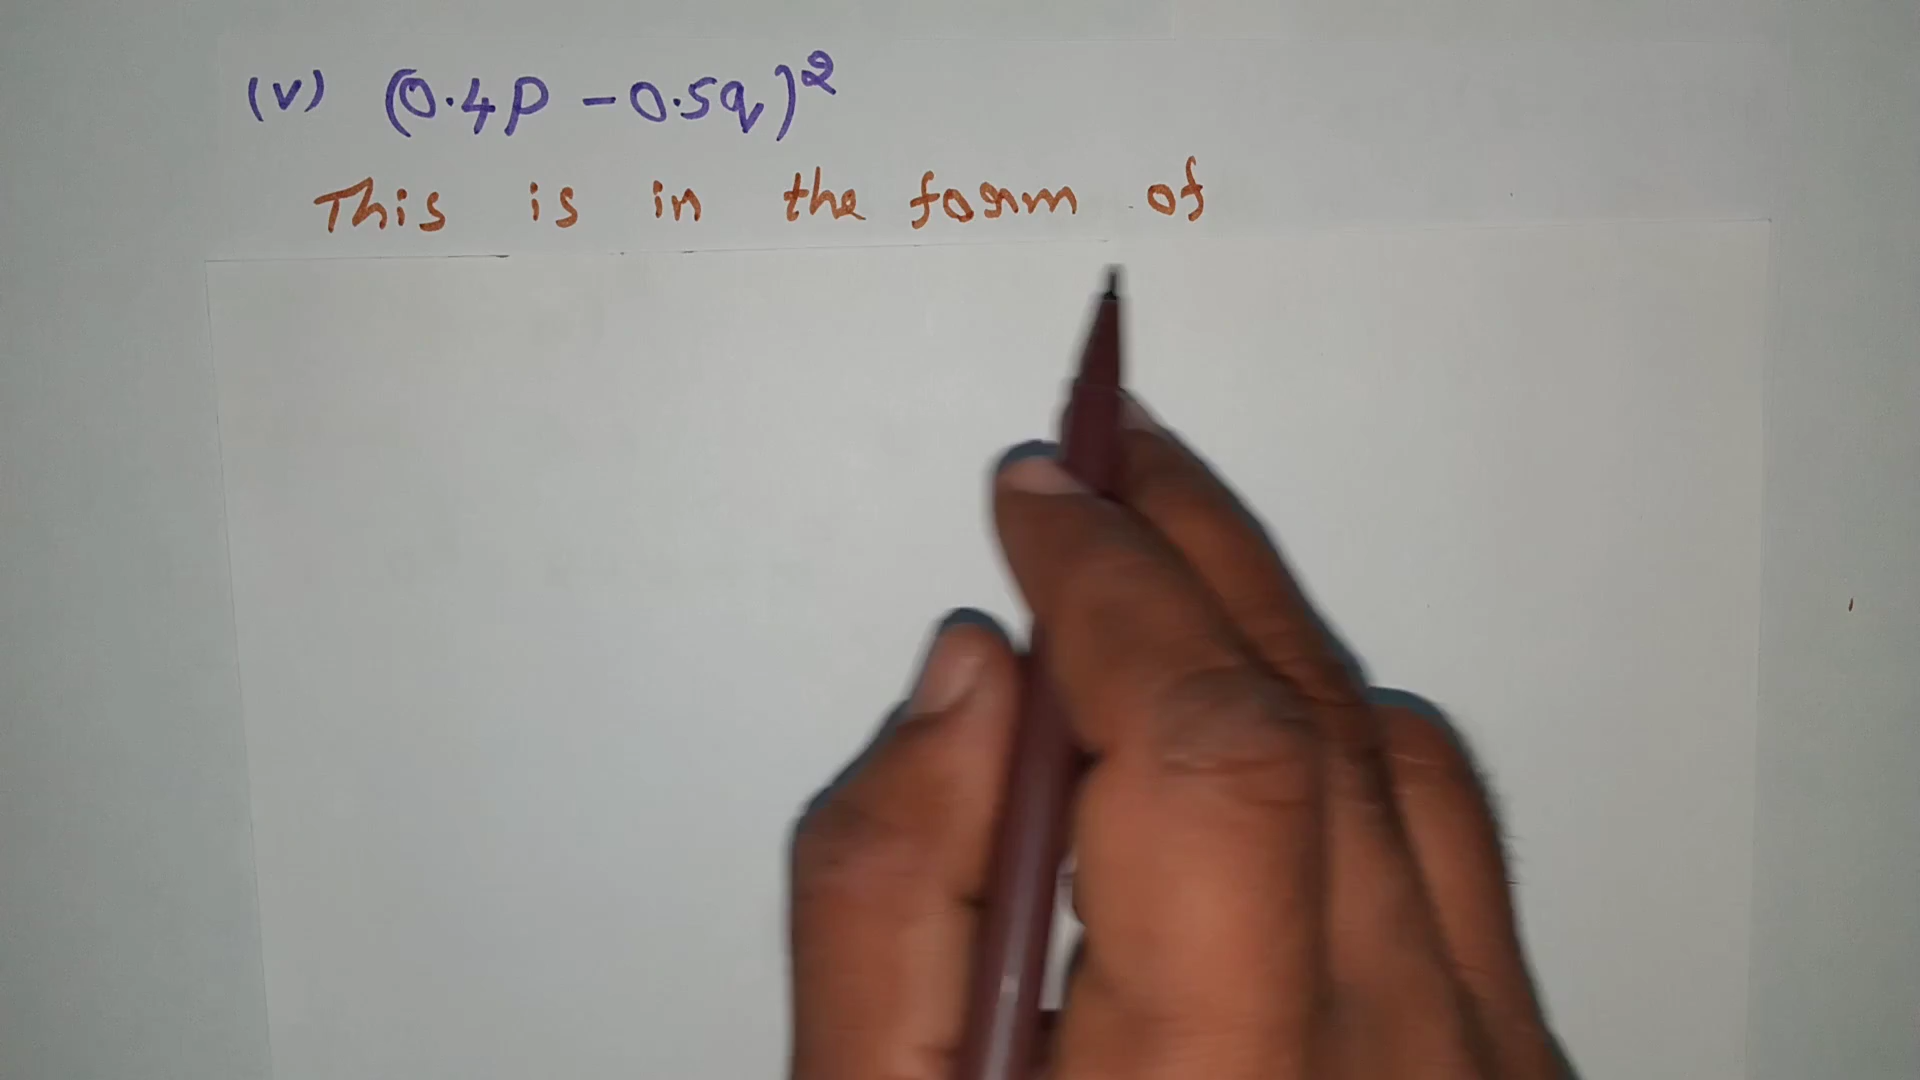 (v) (0.4p - 0.5q)²
This is in the form of